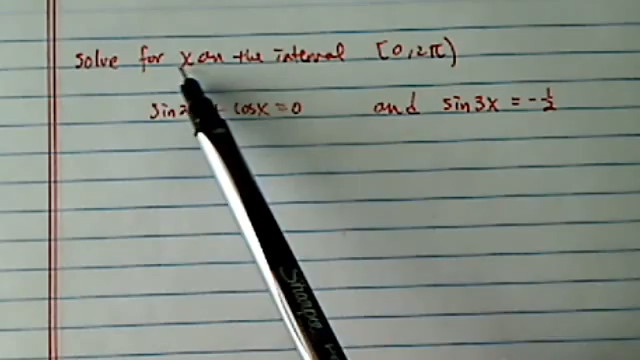 Solve for x on the interval [0, 2π)
sin2 cosx = 0 and sin3x = -1/2
Sharpie